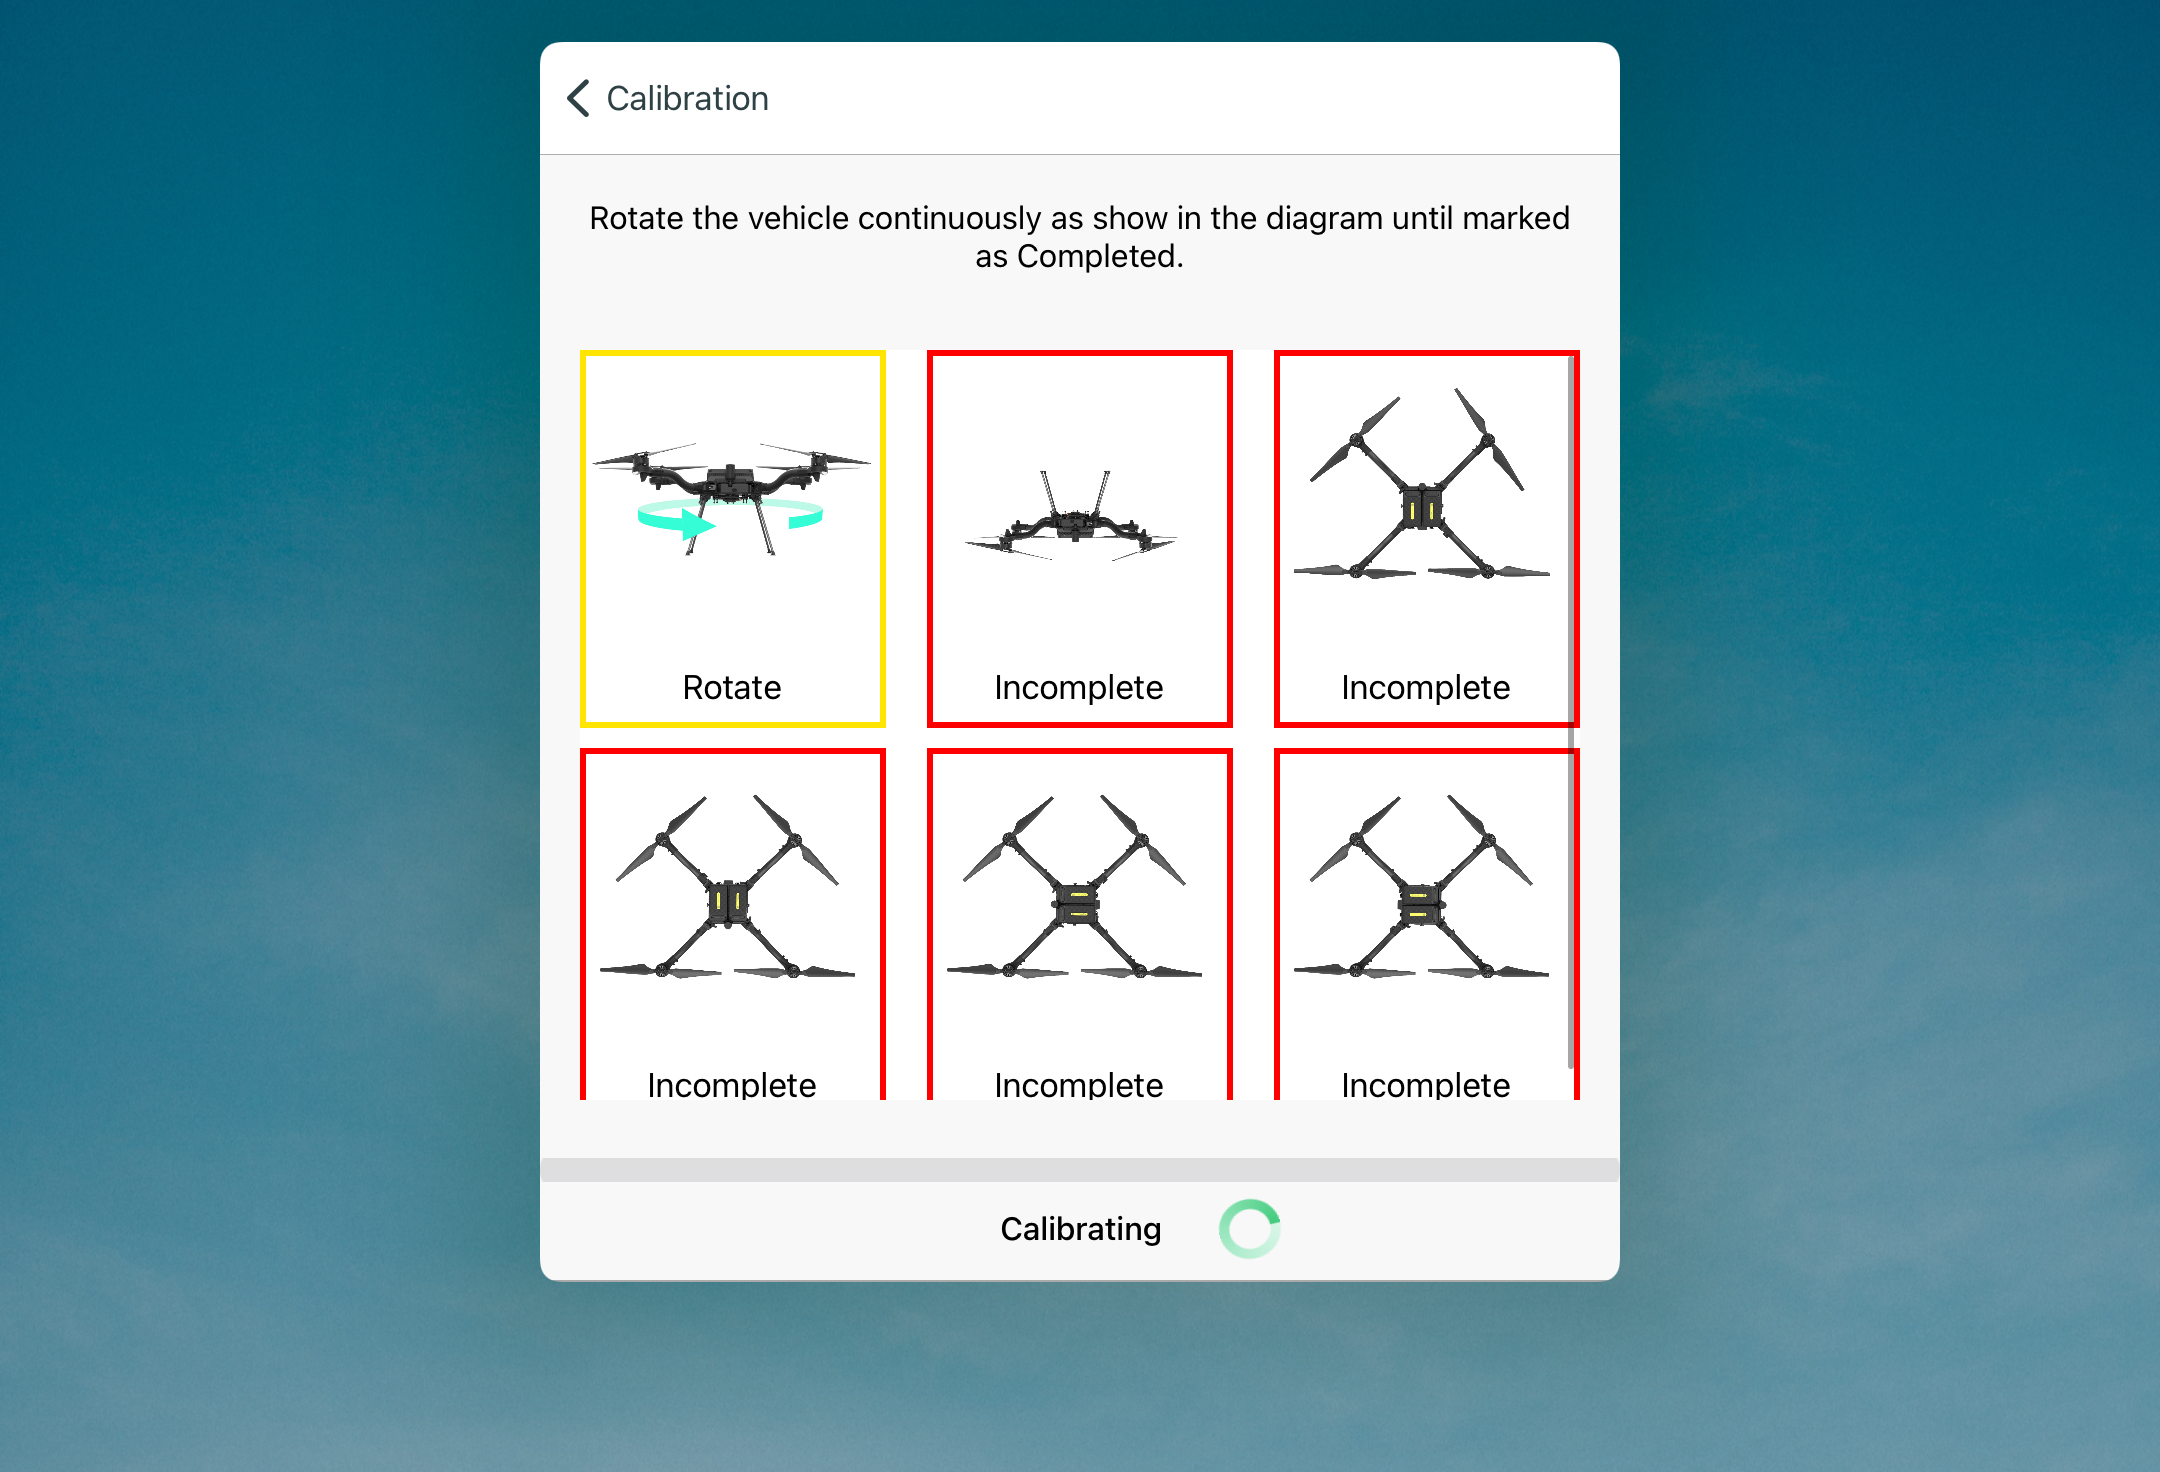 Calibration
Rotate the vehicle continuously as show in the diagram until marked
as Completed.
Rotate
Incomplete
Incomplete
Incomplete
Incomplete
Incomplete
Calibrating